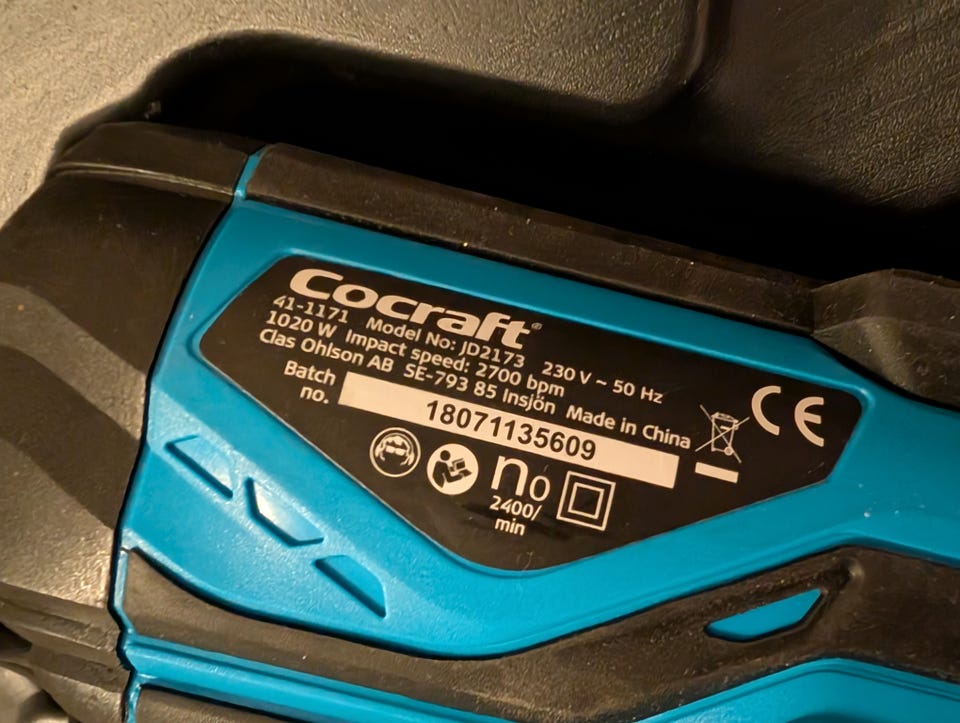 Cocraft®
41-1171 Model No: JD2173 230 V ~ 50 Hz
1020 W Impact speed: 2700 bpm
Clas Ohlson AB SE-793 85 Insjön Made in China
Batch no. 18071135609
CE
n0
2400/
min